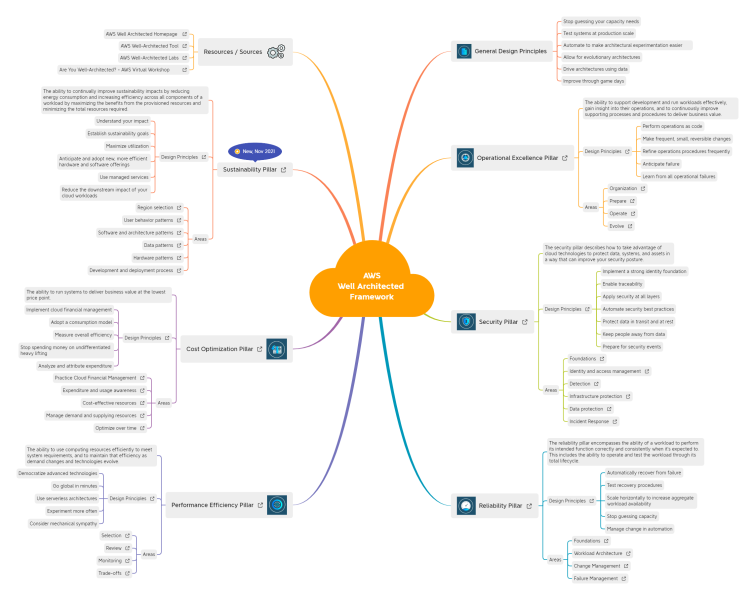 AWS
Well Architected
Framework
Resources / Sources
AWS Well Architected Homepage
AWS Well-Architected Tool
AWS Well-Architected Labs
Are You Well-Architected? - AWS Virtual Workshop
New, Nov 2021
Sustainability Pillar
The ability to continually improve sustainability impacts by reducing
energy consumption and increasing efficiency across all components of a
workload by maximizing the benefits from the provisioned resources and
minimizing the total resources required.
Design Principles
Understand your impact
Establish sustainability goals
Maximize utilization
Anticipate and adopt new, more efficient
hardware and software offerings
Use managed services
Reduce the downstream impact of your
cloud workloads
Areas
Region selection
User behavior patterns
Software and architecture patterns
Data patterns
Hardware patterns
Development and deployment process
Cost Optimization Pillar
The ability to run systems to deliver business value at the lowest
price point
Design Principles
Implement cloud financial management
Adopt a consumption model
Measure overall efficiency
Stop spending money on undifferentiated
heavy lifting
Analyze and attribute expenditure
Areas
Practice Cloud Financial Management
Expenditure and usage awareness
Cost-effective resources
Manage demand and supplying resources
Optimize over time
Performance Efficiency Pillar
The ability to use computing resources efficiently to meet
system requirements, and to maintain that efficiency as
demand changes and technologies evolve
Design Principles
Democratize advanced technologies
Go global in minutes
Use serverless architectures
Experiment more often
Consider mechanical sympathy
Areas
Selection
Review
Monitoring
Trade-offs
General Design Principles
Stop guessing your capacity needs
Test systems at production scale
Automate to make architectural experimentation easier
Allow for evolutionary architectures
Drive architectures using data
Improve through game days
Operational Excellence Pillar
The ability to support development and run workloads effectively,
gain insight into their operations, and to continuously improve
supporting processes and procedures to deliver business value
Design Principles
Perform operations as code
Make frequent, small, reversible changes
Refine operations procedures frequently
Anticipate failure
Learn from all operational failures
Areas
Organization
Prepare
Operate
Evolve
Security Pillar
The security pillar describes how to take advantage of
cloud technologies to protect data, systems, and assets in
a way that can improve your security posture
Design Principles
Implement a strong identity foundation
Enable traceability
Apply security at all layers
Automate security best practices
Protect data in transit and at rest
Keep people away from data
Prepare for security events
Areas
Foundations
Identity and access management
Detection
Infrastructure protection
Data protection
Incident Response
Reliability Pillar
The reliability pillar encompasses the ability of a workload to perform
its intended function correctly and consistently when it's expected to.
This includes the ability to operate and test the workload through its
total lifecycle.
Design Principles
Automatically recover from failure
Test recovery procedures
Scale horizontally to increase aggregate
workload availability
Stop guessing capacity
Manage change in automation
Areas
Foundations
Workload Architecture
Change Management
Failure Management